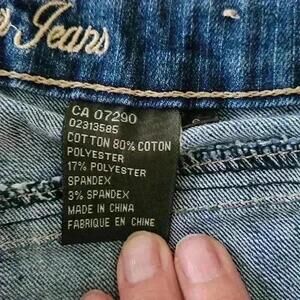 Jeans
CA 07290
02313585
COTTON 80% COTON
POLYESTER
17% POLYESTER
SPANDEX
3% SPANDEX
MADE IN CHINA
FABRIQUE EN CHINE